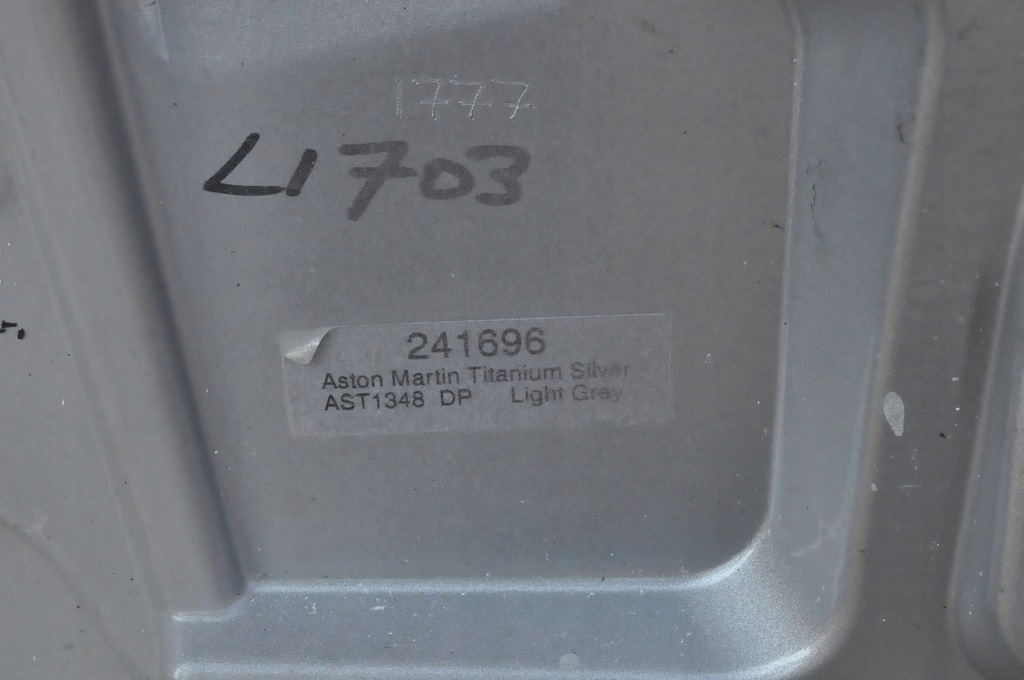 1777
L1703
241696
Aston Martin Titanium Silver
AST1348 DP Light Grey